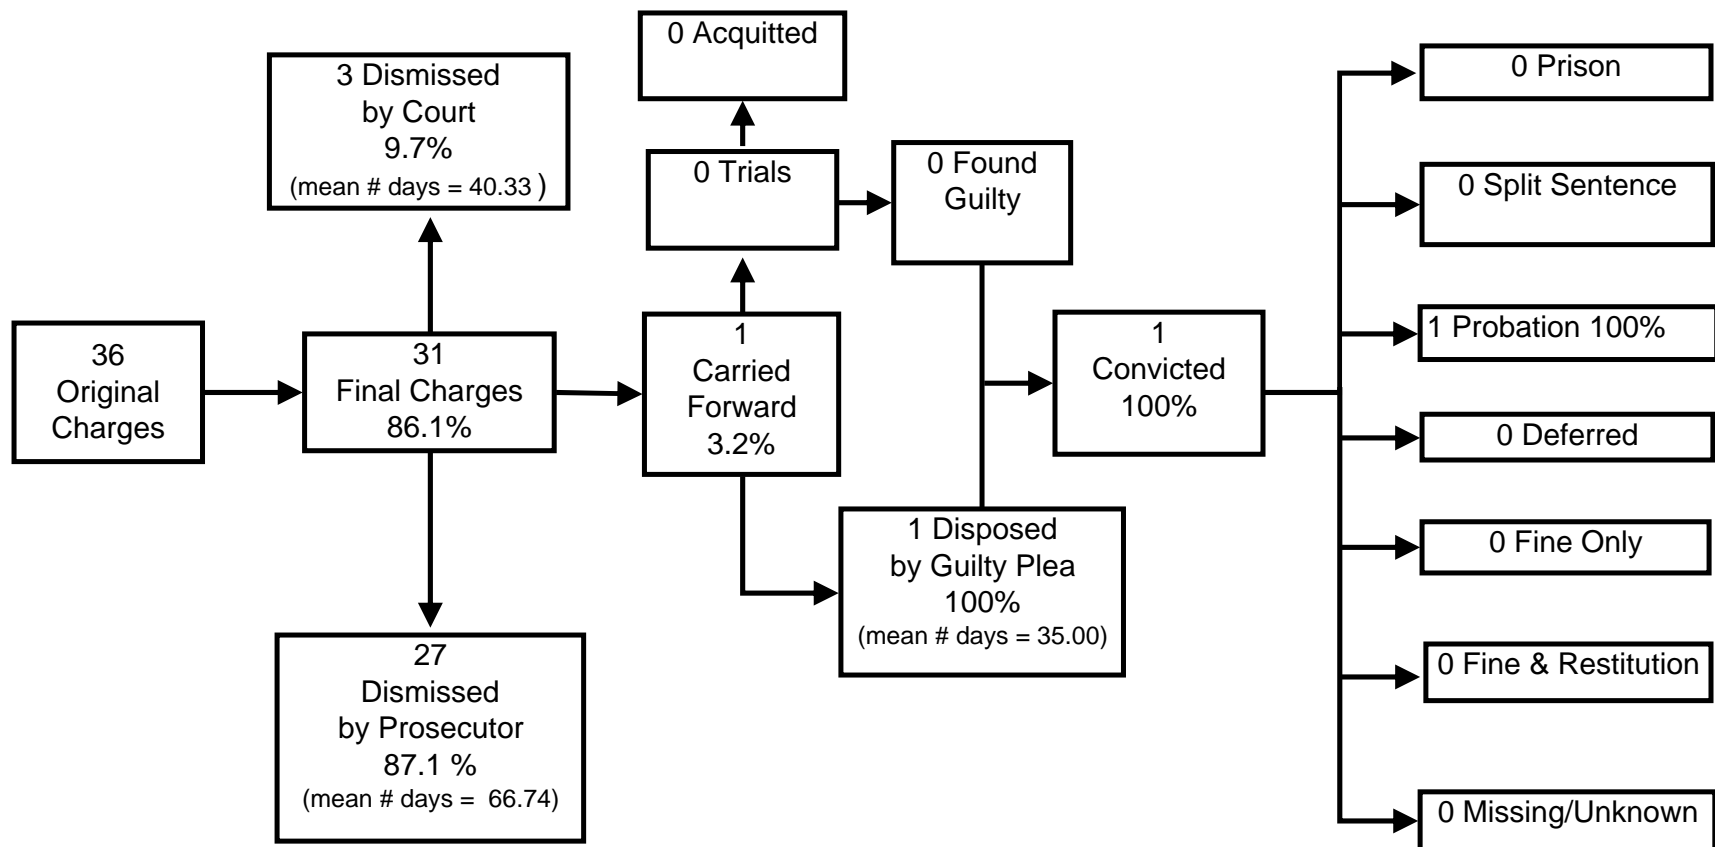 36
Original
Charges
3 Dismissed
by Court
9.7%
(mean # days = 40.33 )
31
Final Charges
86.1%
27
Dismissed
by Prosecutor
87.1 %
(mean # days =  66.74)
0 Acquitted
0 Trials
1
Carried
Forward
3.2%
0 Found
Guilty
1 Disposed
by Guilty Plea
100%
(mean # days = 35.00)
1
Convicted
100%
0 Prison
0 Split Sentence
1 Probation 100%
0 Deferred
0 Fine Only
0 Fine & Restitution
0 Missing/Unknown